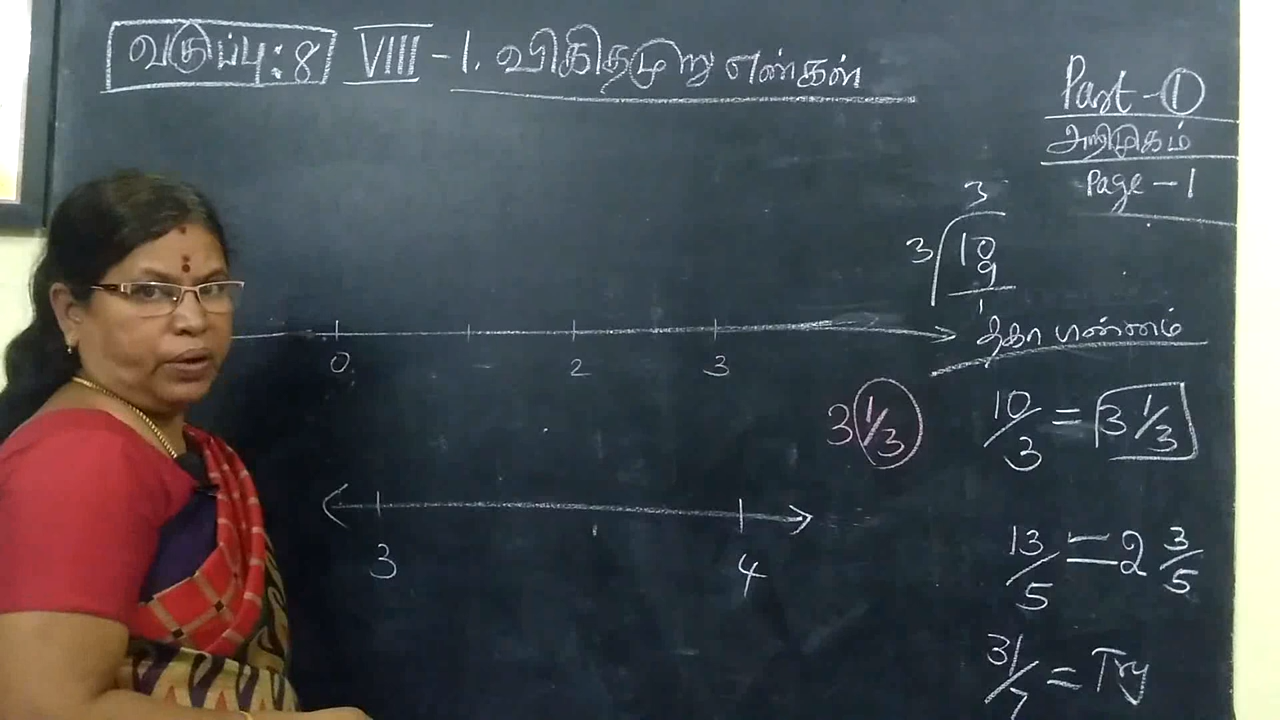 வகுப்பு: 8 VIII - 1. விகிதமுறு எண்கள்
Part - 1
அறிமுகம்
Page - 1
3
3 10
9
1
தகா பின்னம்
0 2 3
3 1/3
10/3 = 3 1/3
3 4
13/5 = 2 3/5
31/7 = Try